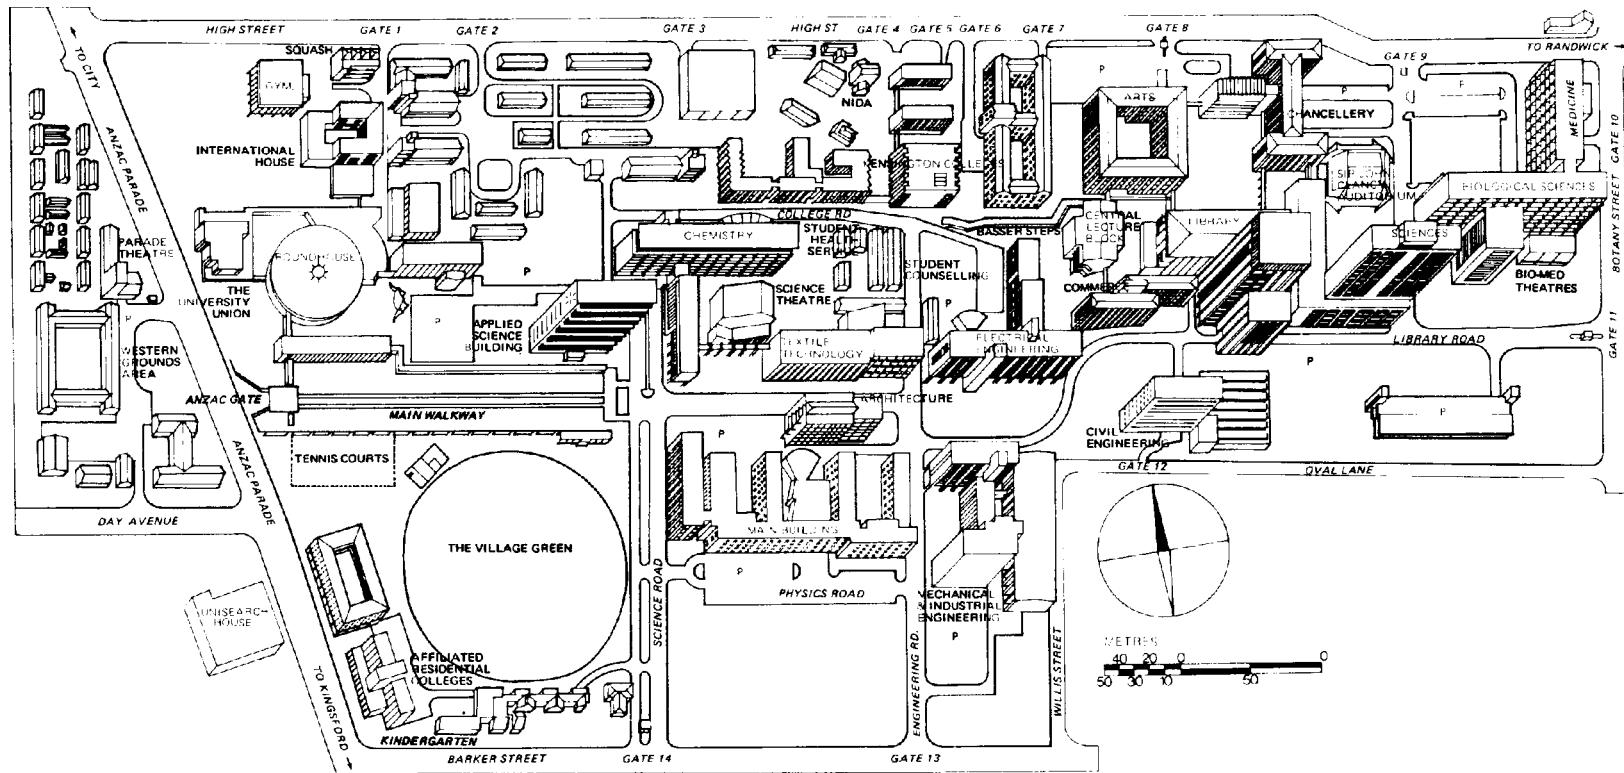 HIGH STREET
GATE 1
GATE 2
GATE 3
HIGH ST
GATE 4
GATE 5
GATE 6
GATE 7
GATE 8
TO RANDWICK
GATE 9
TO CITY
SQUASH
GYM
P
ARTS
P
P
MEDICINE
NIDA
CHANCELLERY
GATE 10
ANZAC PARADE
INTERNATIONAL
HOUSE
KENSINGTON COLLEGES
SIR JOHN
CLANCY
AUDITORIUM
BIOLOGICAL SCIENCES
BOTANY STREET
COLLEGE RD
BASSER STEPS
CENTRAL
LECTURE
BLOCK
LIBRARY
SCIENCES
PARADE
THEATRE
ROUNDHOUSE
CHEMISTRY
STUDENT
HEALTH
SERVICE
STUDENT
COUNSELLING
P
P
BIO-MED
THEATRES
THE
UNIVERSITY
UNION
SCIENCE
THEATRE
COMMERCE
P
P
APPLIED
SCIENCE
BUILDING
TEXTILE
TECHNOLOGY
ELECTRICAL
ENGINEERING
LIBRARY ROAD
GATE 11
WESTERN
GROUNDS
AREA
P
ANZAC GATE
MAIN WALKWAY
ARCHITECTURE
P
P
CIVIL
ENGINEERING
TENNIS COURTS
ANZAC PARADE
GATE 12
OVAL LANE
DAY AVENUE
MAIN BUILDING
THE VILLAGE GREEN
P
PHYSICS ROAD
SCIENCE ROAD
MECHANICAL
& INDUSTRIAL
ENGINEERING
P
UNISEARCH
HOUSE
METRES
40 20 0 0
50 30 10 50
AFFILIATED
RESIDENTIAL
COLLEGES
ENGINEERING RD.
WILLIS STREET
TO KINGSFORD
KINDERGARTEN
BARKER STREET
GATE 14
GATE 13